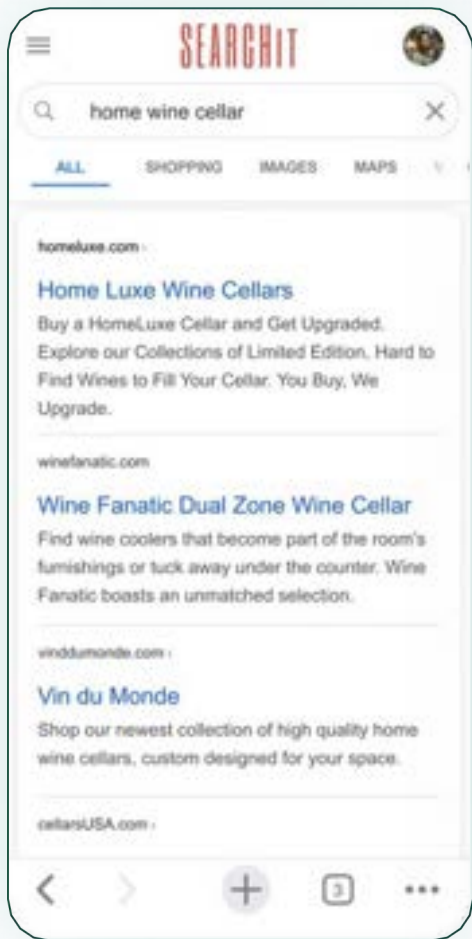 SEARCHIT
home wine cellar
ALL SHOPPING IMAGES MAPS
homeluxe.com
Home Luxe Wine Cellars
Buy a HomeLuxe Cellar and Get Upgraded.
Explore our Collections of Limited Edition, Hard to
Find Wines to Fill Your Cellar. You Buy, We
Upgrade.
winefanatic.com
Wine Fanatic Dual Zone Wine Cellar
Find wine coolers that become part of the room's
furnishings or tuck away under the counter. Wine
Fanatic boasts an unmatched selection.
vinddumonde.com
Vin du Monde
Shop our newest collection of high quality home
wine cellars, custom designed for your space.
cellarsUSA.com
3